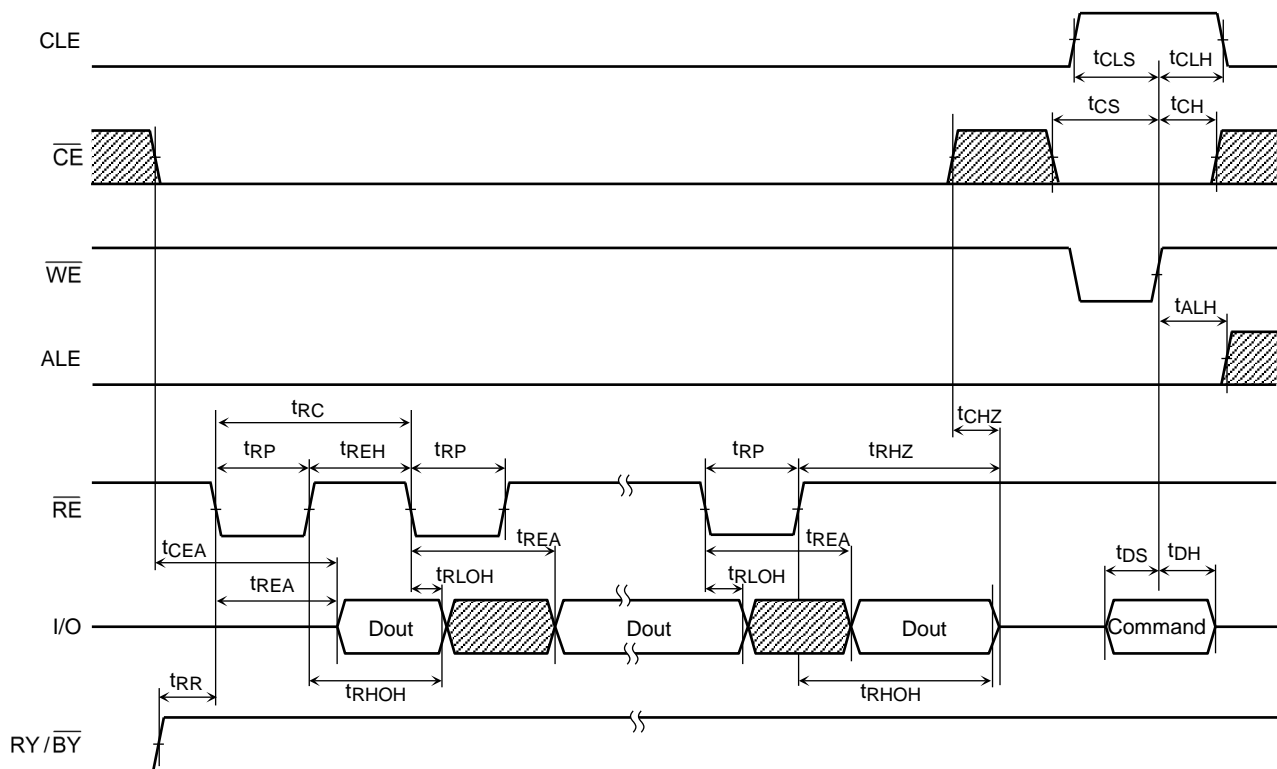 CLE
tCLS tCLH
tCS tCH
CE
WE
tALH
ALE
tRC
tCHZ
tRP tREH tRP tRP tRHZ
RE
tCEA tREA tREA tDS tDH
tREA tRLOH tRLOH
I/O Dout Dout Dout Command
tRR tRHOH tRHOH
RY/BY